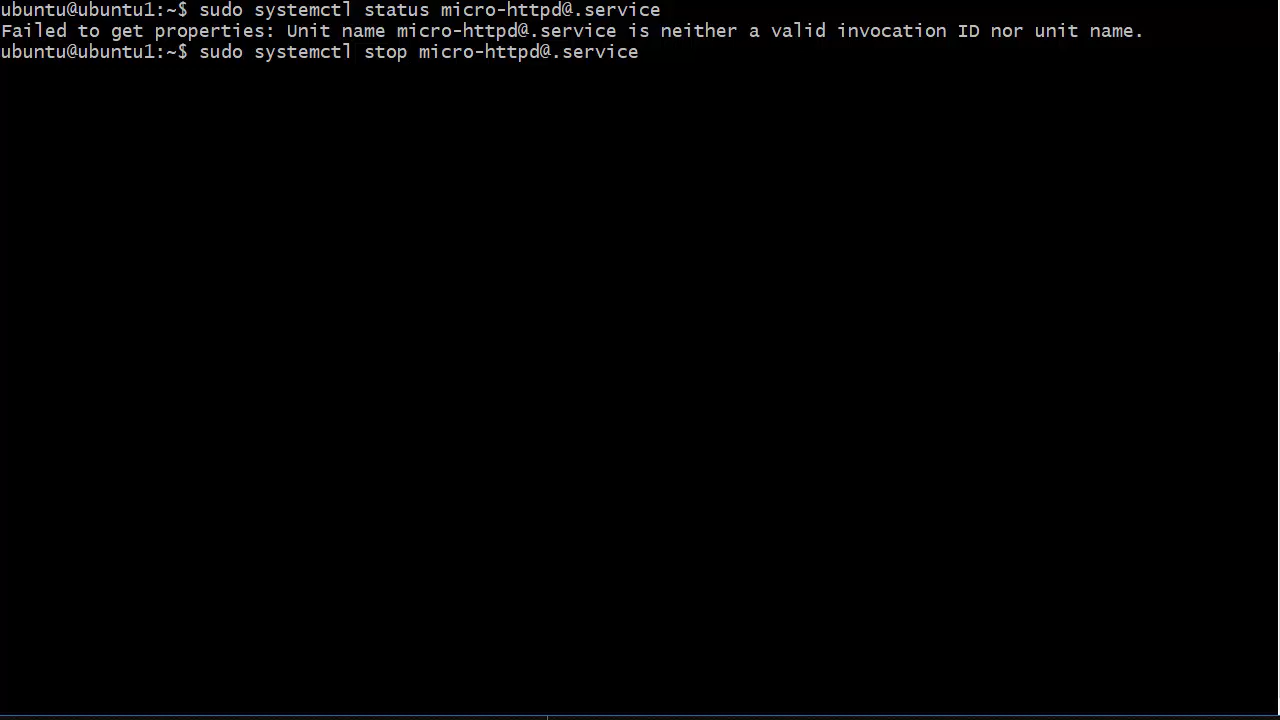 ubuntu@ubuntu1:~$ sudo systemctl status micro-httpd@.service
Failed to get properties: Unit name micro-httpd@.service is neither a valid invocation ID nor unit name.
ubuntu@ubuntu1:~$ sudo systemctl stop micro-httpd@.service